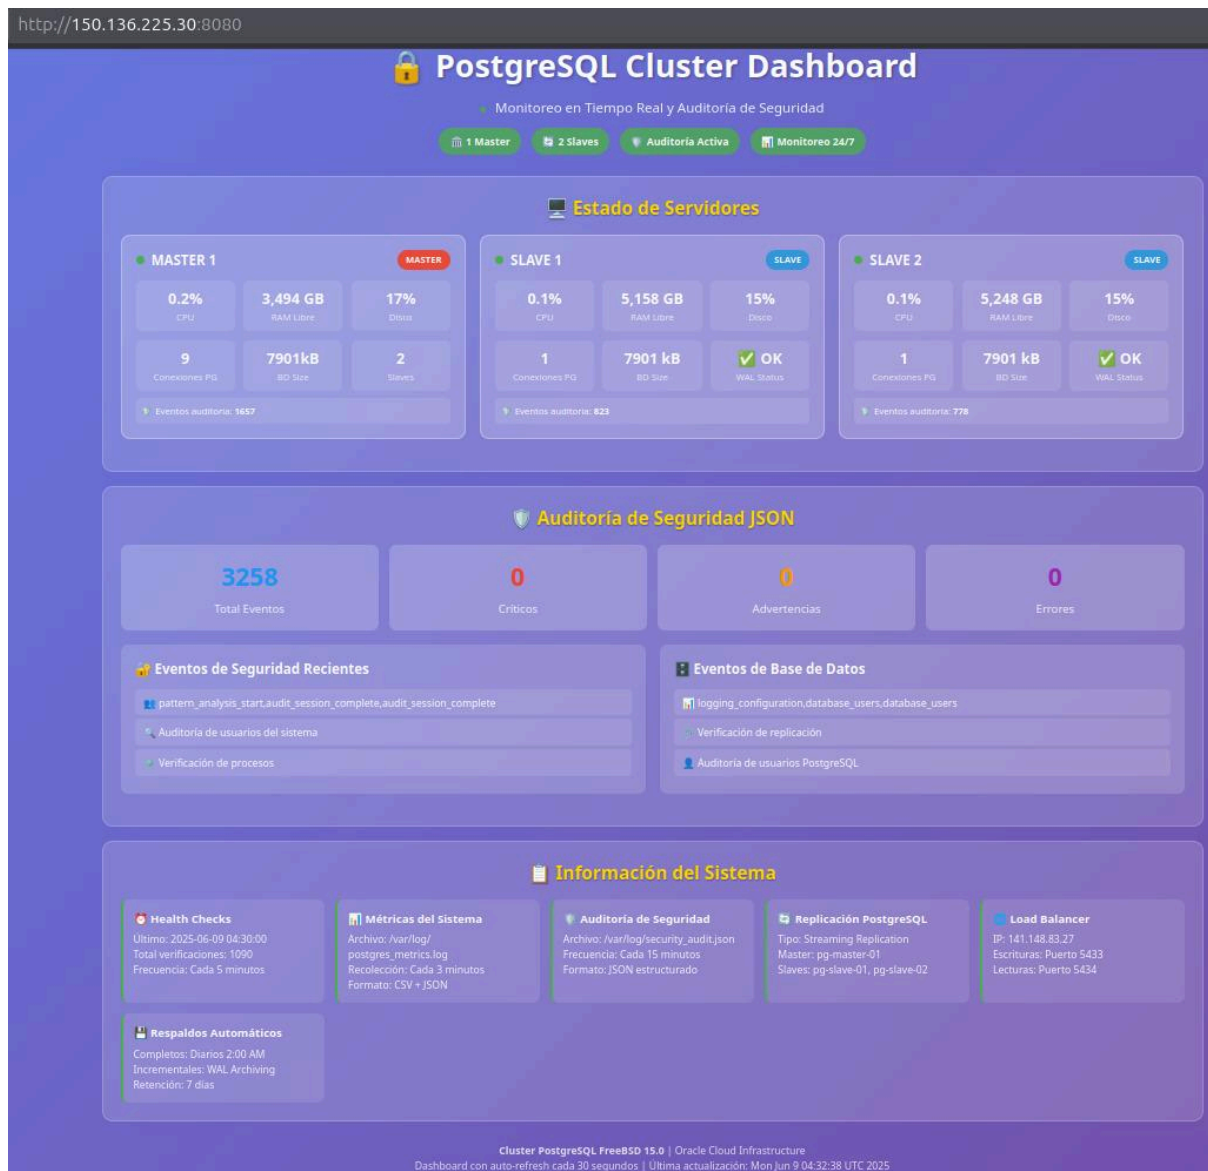 http://150.136.225.30:8080
PostgreSQL Cluster Dashboard
Monitoreo en Tiempo Real y Auditoría de Seguridad
1 Master
2 Slaves
Auditoría Activa
Monitoreo 24/7
Estado de Servidores
MASTER 1
MASTER
0.2%
3,494 GB
17%
CPU
RAM Libre
9
7901kB
2
Conexiones PG
BD Size
Slaves
Eventos auditoría: 1657
SLAVE 1
SLAVE
0.1%
5,158 GB
15%
CPU
RAM Libre
Disco
1
7901 kB
OK
Conexiones PG
BD Size
WAL Status
Eventos auditoría: 823
SLAVE 2
SLAVE
0.1%
5,248 GB
15%
CPU
RAM Libre
Disco
1
7901 kB
OK
Conexiones PG
BD Size
WAL Status
Eventos auditoría: 778
Auditoría de Seguridad JSON
3258
Total Eventos
0
Críticos
0
Advertencias
0
Errores
Eventos de Seguridad Recientes
pattern_analysis_start,audit_session_complete,audit_session_complete
Auditoría de usuarios del sistema
Verificación de procesos
Eventos de Base de Datos
logging_configuration,database_users,database_users
Verificación de replicación
Auditoría de usuarios PostgreSQL
Información del Sistema
Health Checks
Último: 2025-06-09 04:30:00
Total verificaciones: 1090
Frecuencia: Cada 5 minutos
Métricas del Sistema
Archivo: /var/log/
postgres_metrics.log
Recolección: Cada 3 minutos
Formato: CSV + JSON
Auditoría de Seguridad
Archivo: /var/log/security_audit.json
Frecuencia: Cada 15 minutos
Formato: JSON estructurado
Replicación PostgreSQL
Tipo: Streaming Replication
Master: pg-master-01
Slaves: pg-slave-01, pg-slave-02
Load Balancer
IP: 141.148.83.27
Escrituras: Puerto 5433
Lecturas: Puerto 5434
Respaldos Automáticos
Completos: Diarios 2:00 AM
Incrementales: WAL Archiving
Retención: 7 días
Cluster PostgreSQL FreeBSD 15.0 | Oracle Cloud Infrastructure
Dashboard con auto-refresh cada 30 segundos | Última actualización: Mon Jun 9 04:32:38 UTC 2025